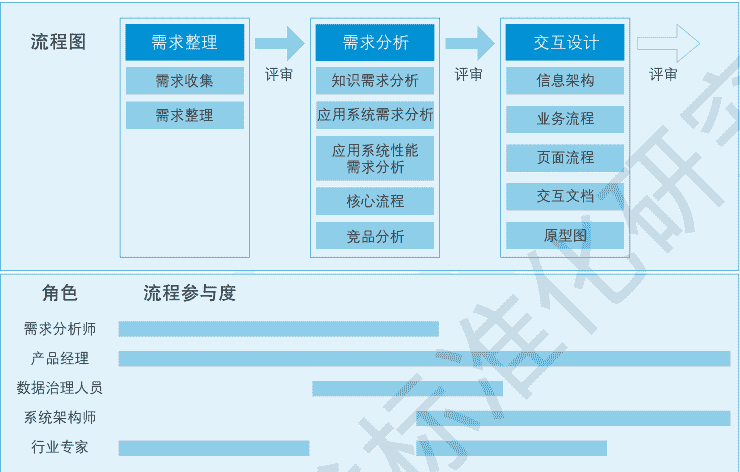 流程图
需求整理
需求收集
需求整理
评审
需求分析
知识需求分析
应用系统需求分析
应用系统性能
需求分析
核心流程
竞品分析
评审
交互设计
信息架构
业务流程
页面流程
交互文档
原型图
评审
角色
流程参与度
需求分析师
产品经理
数据治理人员
系统架构师
行业专家
标准化研究